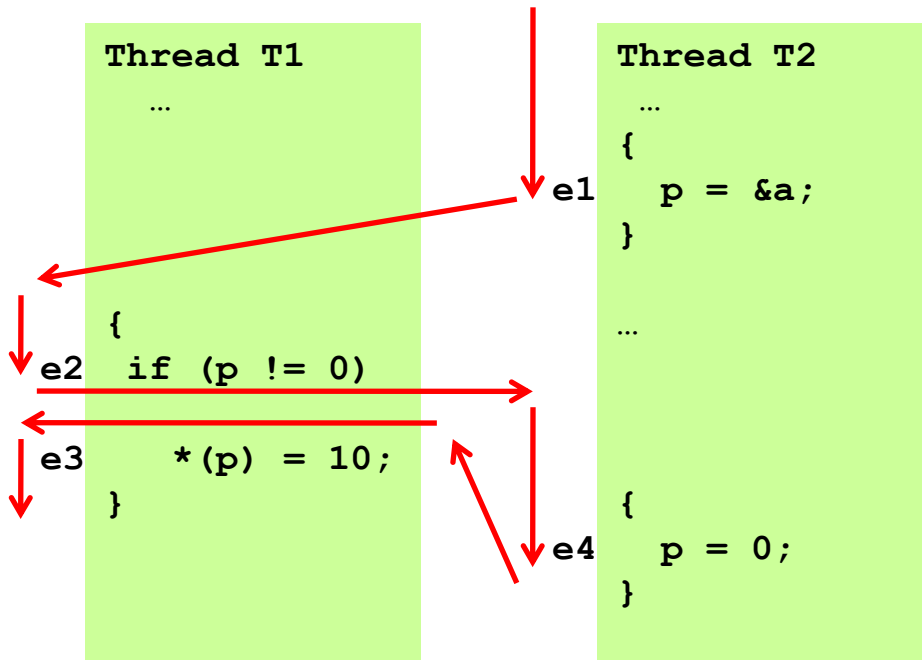 Thread T1
…
{
e2 if (p != 0)
e3 *(p) = 10;
}
Thread T2
…
{
e1 p = &a;
}
…
{
e4 p = 0;
}